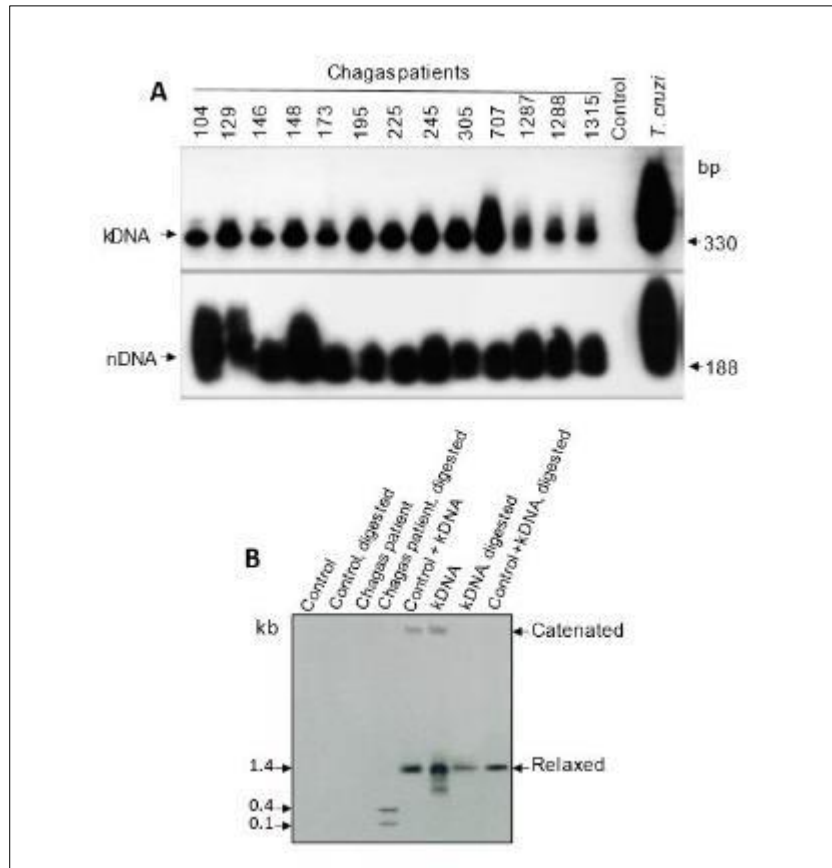 A
Chagas patients
104 129 146 148 173 195 225 245 305 707 1287 1288 1315 Control T. cruzi
bp
kDNA
330
nDNA
188
B
Control
Control, digested
Chagas patient
Chagas patient, digested
Control + kDNA
kDNA
kDNA, digested
Control +kDNA, digested
kb
Catenated
1.4
Relaxed
0.4
0.1